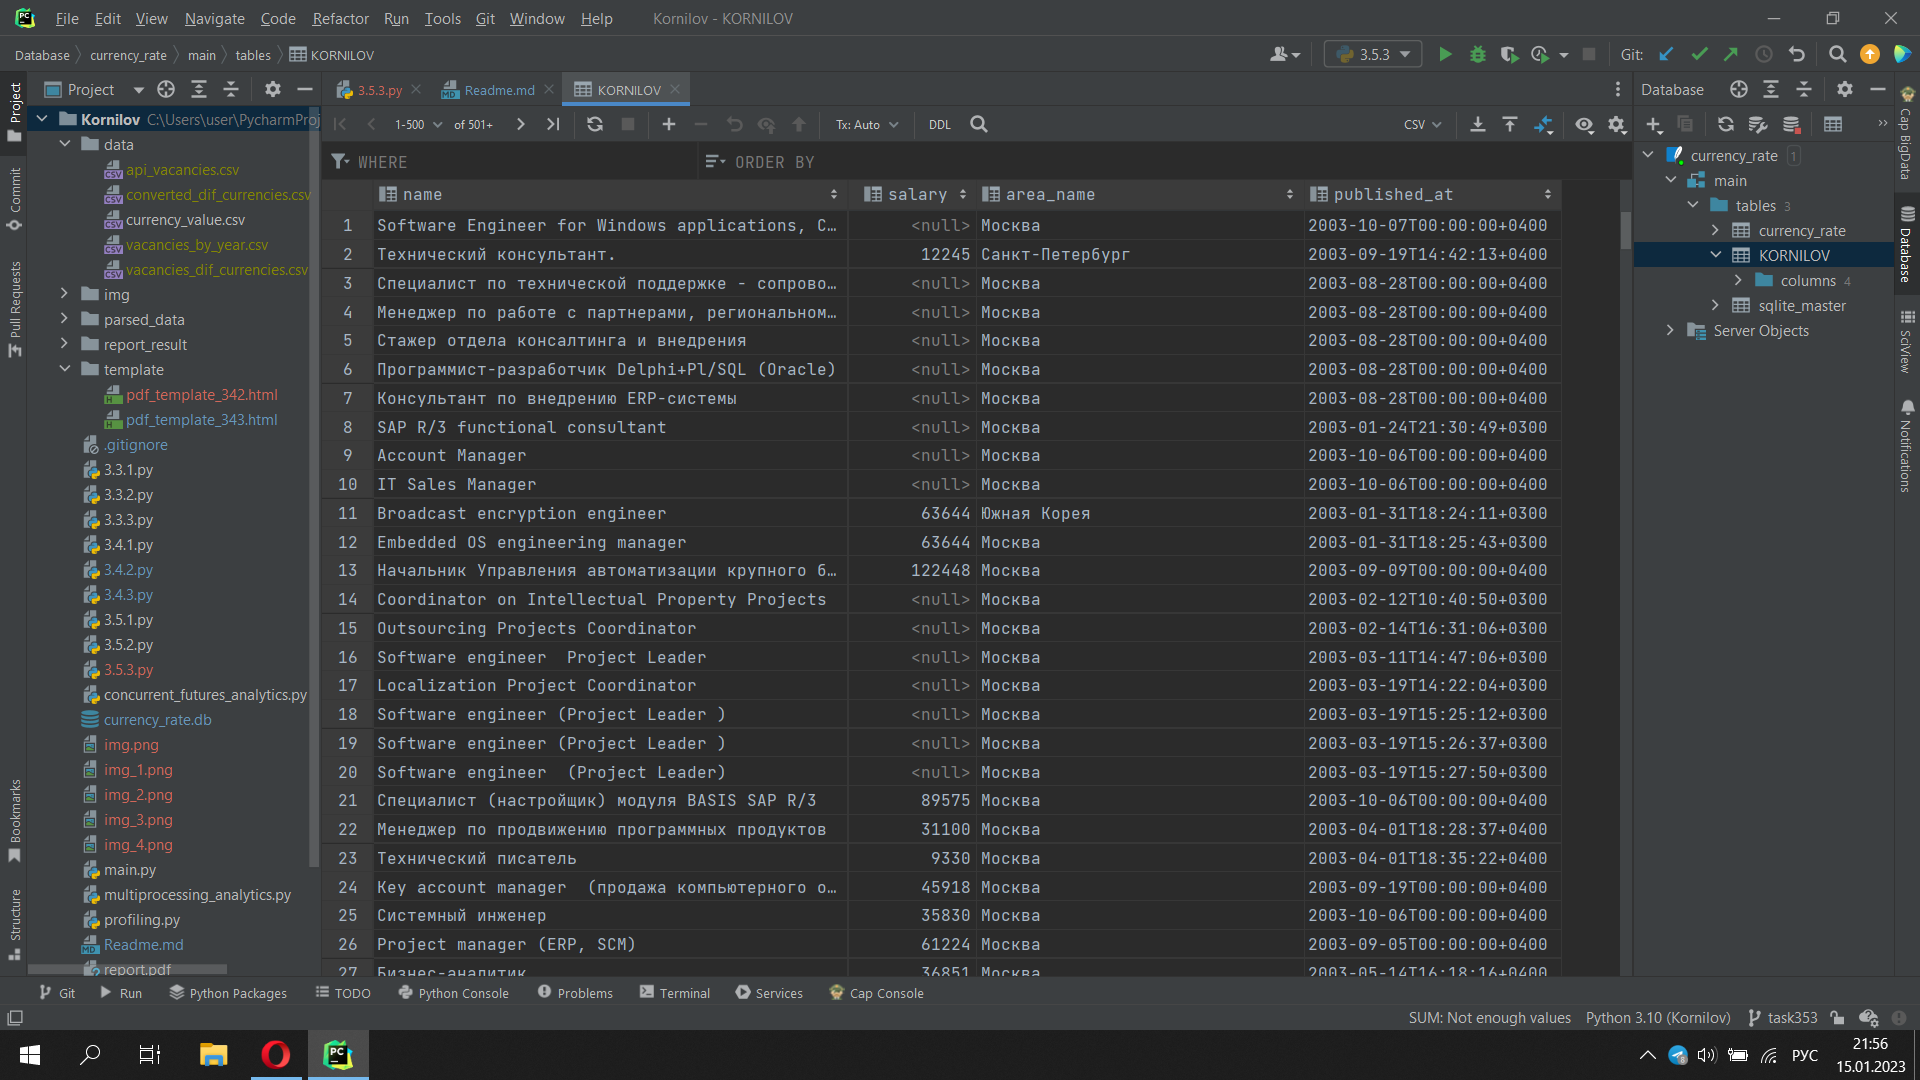 File Edit View Navigate Code Refactor Run Tools Git Window Help Kornilov - KORNILOV
Database currency_rate main tables KORNILOV 3.5.3 Git:
Project 3.5.3.py Readme.md KORNILOV Database
1-500 of 501+ Tx: Auto DDL CSV
WHERE ORDER BY
name salary area_name published_at
1 Software Engineer for Windows applications, C… <null> Москва 2003-10-07T00:00:00+0400
2 Технический консультант. 12245 Санкт-Петербург 2003-09-19T14:42:13+0400
3 Специалист по технической поддержке - сопрово… <null> Москва 2003-08-28T00:00:00+0400
4 Менеджер по работе с партнерами, региональном… <null> Москва 2003-08-28T00:00:00+0400
5 Стажер отдела консалтинга и внедрения <null> Москва 2003-08-28T00:00:00+0400
6 Программист-разработчик Delphi+Pl/SQL (Oracle) <null> Москва 2003-08-28T00:00:00+0400
7 Консультант по внедрению ERP-системы <null> Москва 2003-08-28T00:00:00+0400
8 SAP R/3 functional consultant <null> Москва 2003-01-24T21:30:49+0300
9 Account Manager <null> Москва 2003-10-06T00:00:00+0400
10 IT Sales Manager <null> Москва 2003-10-06T00:00:00+0400
11 Broadcast encryption engineer 63644 Южная Корея 2003-01-31T18:24:11+0300
12 Embedded OS engineering manager 63644 Москва 2003-01-31T18:25:43+0300
13 Начальник Управления автоматизации крупного б… 122448 Москва 2003-09-09T00:00:00+0400
14 Coordinator on Intellectual Property Projects <null> Москва 2003-02-12T10:40:50+0300
15 Outsourcing Projects Coordinator <null> Москва 2003-02-14T16:31:06+0300
16 Software engineer  Project Leader <null> Москва 2003-03-11T14:47:06+0300
17 Localization Project Coordinator <null> Москва 2003-03-19T14:22:04+0300
18 Software engineer (Project Leader ) <null> Москва 2003-03-19T15:25:12+0300
19 Software engineer (Project Leader ) <null> Москва 2003-03-19T15:26:37+0300
20 Software engineer  (Project Leader) <null> Москва 2003-03-19T15:27:50+0300
21 Специалист (настройщик) модуля BASIS SAP R/3 89575 Москва 2003-10-06T00:00:00+0400
22 Менеджер по продвижению программных продуктов 31100 Москва 2003-04-01T18:28:37+0400
23 Технический писатель 9330 Москва 2003-04-01T18:35:22+0400
24 Key account manager  (продажа компьютерного о… 45918 Москва 2003-09-19T00:00:00+0400
25 Системный инженер 35830 Москва 2003-10-06T00:00:00+0400
26 Project manager (ERP, SCM) 61224 Москва 2003-09-05T00:00:00+0400
27 Бизнес-аналитик 36851 Москва 2003-05-14T16:18:16+0400
Kornilov C:\Users\user\PycharmProj
data
api_vacancies.csv
converted_dif_currencies.csv
currency_value.csv
vacancies_by_year.csv
vacancies_dif_currencies.csv
img
parsed_data
report_result
template
pdf_template_342.html
pdf_template_343.html
.gitignore
3.3.1.py
3.3.2.py
3.3.3.py
3.4.1.py
3.4.2.py
3.4.3.py
3.5.1.py
3.5.2.py
3.5.3.py
concurrent_futures_analytics.py
currency_rate.db
img.png
img_1.png
img_2.png
img_3.png
img_4.png
main.py
multiprocessing_analytics.py
profiling.py
Readme.md
report.pdf
currency_rate 1
main
tables 3
currency_rate
KORNILOV
columns 4
sqlite_master
Server Objects
Project
Commit
Pull Requests
Bookmarks
Structure
Cap BigData
Database
SciView
Notifications
Git Run Python Packages TODO Python Console Problems Terminal Services Cap Console
SUM: Not enough values Python 3.10 (Kornilov) task353
РУС 21:56
15.01.2023